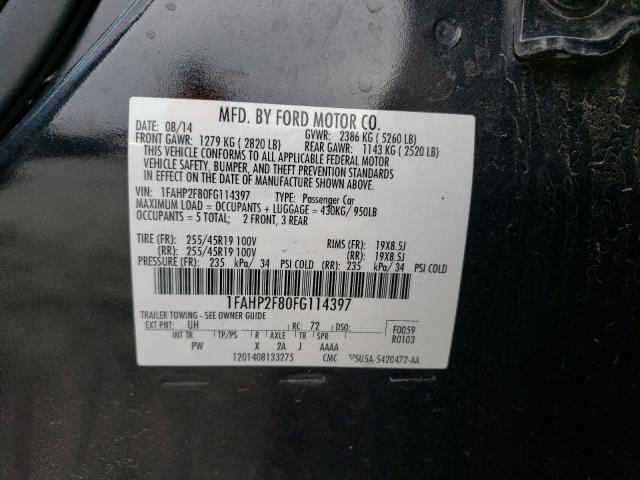 MFD. BY FORD MOTOR CO.
DATE: 08/14 GVWR: 2386 KG ( 5260 LB)
FRONT GAWR: 1279 KG ( 2820 LB) REAR GAWR: 1143 KG ( 2520 LB)
THIS VEHICLE CONFORMS TO ALL APPLICABLE FEDERAL MOTOR
VEHICLE SAFETY, BUMPER, AND THEFT PREVENTION STANDARDS
IN EFFECT ON THE DATE OF MANUFACTURE SHOWN ABOVE.
VIN: 1FAHP2F80FG114397 TYPE: Passenger Car
MAXIMUM LOAD = OCCUPANTS + LUGGAGE = 430KG/ 950LB
OCCUPANTS = 5 TOTAL; 2 FRONT, 3 REAR
TIRE (FR): 255/45R19 100V RIMS (FR): 19X8.5J
(RR): 255/45R19 100V (RR): 19X8.5J
PRESSURE (FR): 235 kPa/ 34 PSI COLD (RR): 235 kPa/ 34 PSI COLD
1FAHP2F80FG114397
TRAILER TOWING - SEE OWNER GUIDE
EXT PNT: UH RC: 72 DSO: F0059
INT TR TP/PS R AXLE TR SPR R0103
PW X 2A J AAAA
1201408133275 CMC 5U5A-5420472-AA